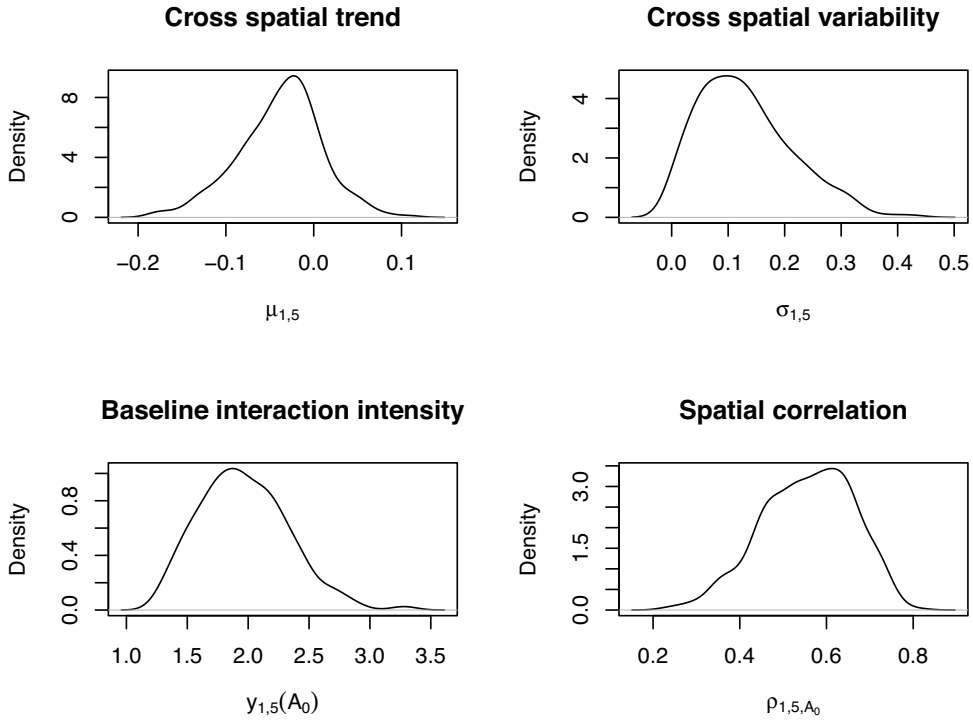 Cross spatial trend
Density
0 4 8
−0.2 −0.1 0.0 0.1
μ1,5
Cross spatial variability
Density
0 2 4
0.0 0.1 0.2 0.3 0.4 0.5
σ1,5
Baseline interaction intensity
Density
0.0 0.4 0.8
1.0 1.5 2.0 2.5 3.0 3.5
y1,5(A0)
Spatial correlation
Density
0.0 1.5 3.0
0.2 0.4 0.6 0.8
ρ1,5,A0